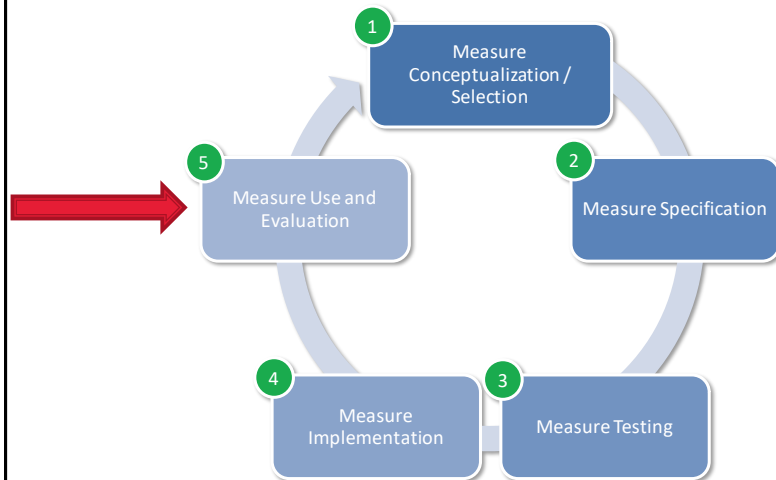 1
Measure
Conceptualization /
Selection
2
Measure Specification
3
Measure Testing
4
Measure
Implementation
5
Measure Use and
Evaluation